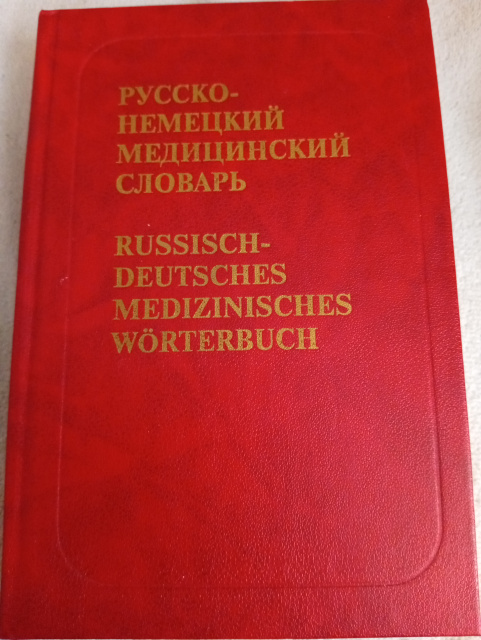 РУССКО-
НЕМЕЦКИЙ
МЕДИЦИНСКИЙ
СЛОВАРЬ
RUSSISCH-
DEUTSCHES
MEDIZINISCHES
WÖRTERBUCH